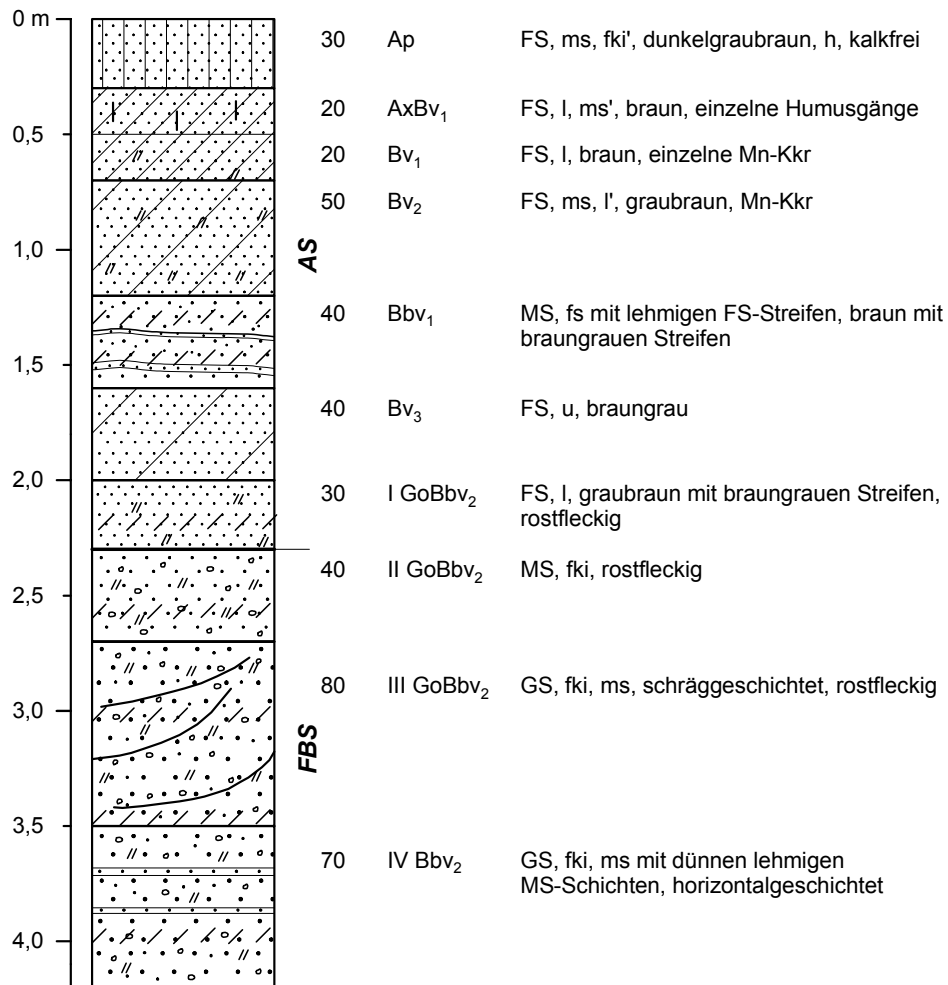 0 m
30 Ap FS, ms, fki', dunkelgraubraun, h, kalkfrei
20 AxBv₁ FS, l, ms', braun, einzelne Humusgänge
0,5
20 Bv₁ FS, l, braun, einzelne Mn-Kkr
50 Bv₂ FS, ms, l', graubraun, Mn-Kkr
1,0
AS
40 Bbv₁ MS, fs mit lehmigen FS-Streifen, braun mit
braungrauen Streifen
1,5
40 Bv₃ FS, u, braungrau
2,0
30 I GoBbv₂ FS, l, graubraun mit braungrauen Streifen,
rostfleckig
40 II GoBbv₂ MS, fki, rostfleckig
2,5
80 III GoBbv₂ GS, fki, ms, schräggeschichtet, rostfleckig
3,0
FBS
3,5
70 IV Bbv₂ GS, fki, ms mit dünnen lehmigen
MS-Schichten, horizontalgeschichtet
4,0